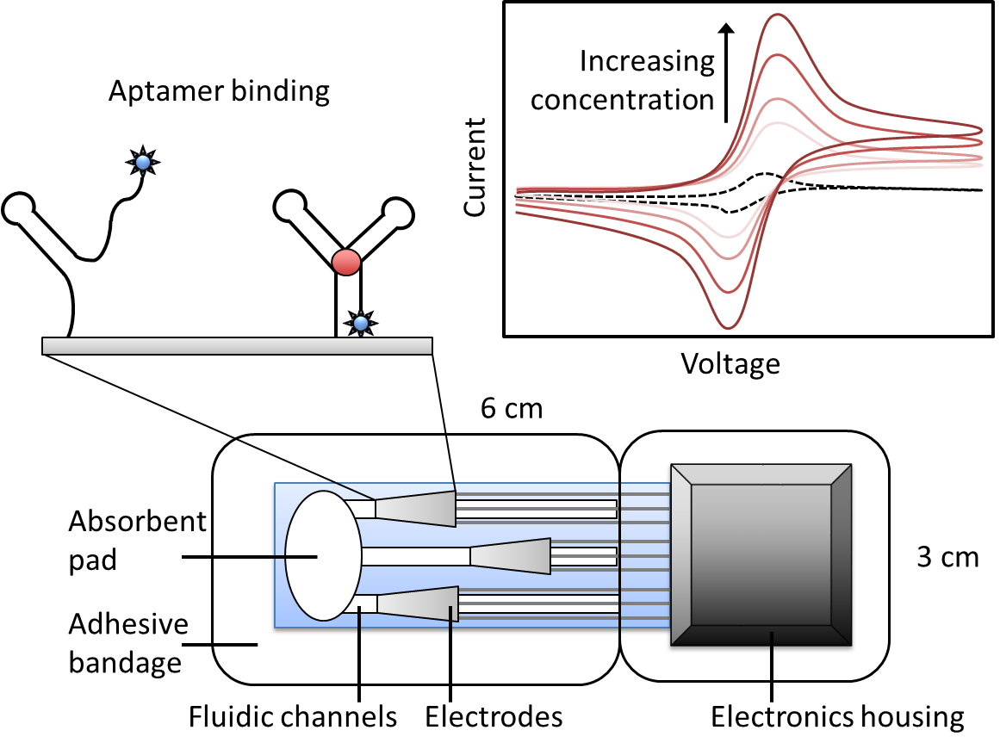 Aptamer binding
Increasing
concentration
Current
Voltage
6 cm
Absorbent
pad
3 cm
Adhesive
bandage
Fluidic channels
Electrodes
Electronics housing